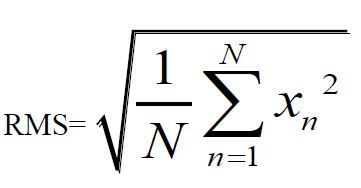 RMS= √(1/N ∑_{n=1}^{N} x_n^2)